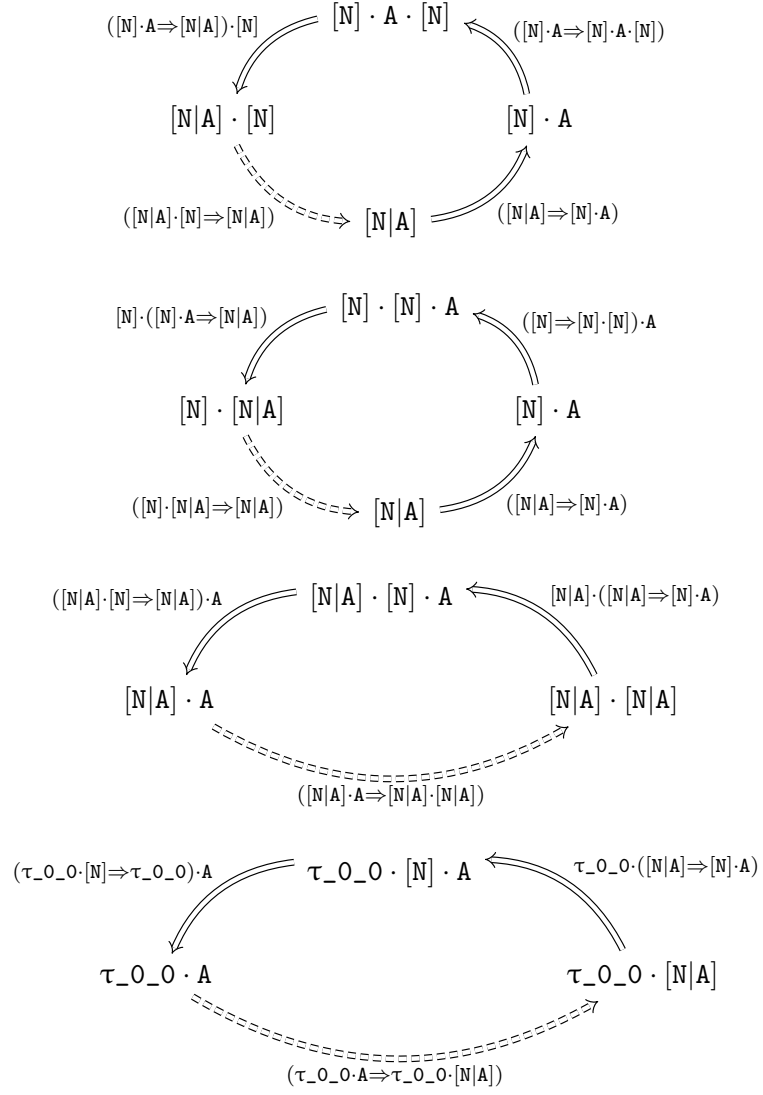 ([N]·A⇒[N|A])·[N]
[N] · A · [N]
([N]·A⇒[N]·A·[N])
[N|A] · [N]
[N] · A
([N|A]·[N]⇒[N|A])
[N|A]
([N|A]⇒[N]·A)
[N]·([N]·A⇒[N|A])
[N] · [N] · A
([N]⇒[N]·[N])·A
[N] · [N|A]
[N] · A
([N]·[N|A]⇒[N|A])
[N|A]
([N|A]⇒[N]·A)
([N|A]·[N]⇒[N|A])·A
[N|A] · [N] · A
[N|A]·([N|A]⇒[N]·A)
[N|A] · A
[N|A] · [N|A]
([N|A]·A⇒[N|A]·[N|A])
(τ_0_0·[N]⇒τ_0_0)·A
τ_0_0 · [N] · A
τ_0_0·([N|A]⇒[N]·A)
τ_0_0 · A
τ_0_0 · [N|A]
(τ_0_0·A⇒τ_0_0·[N|A])